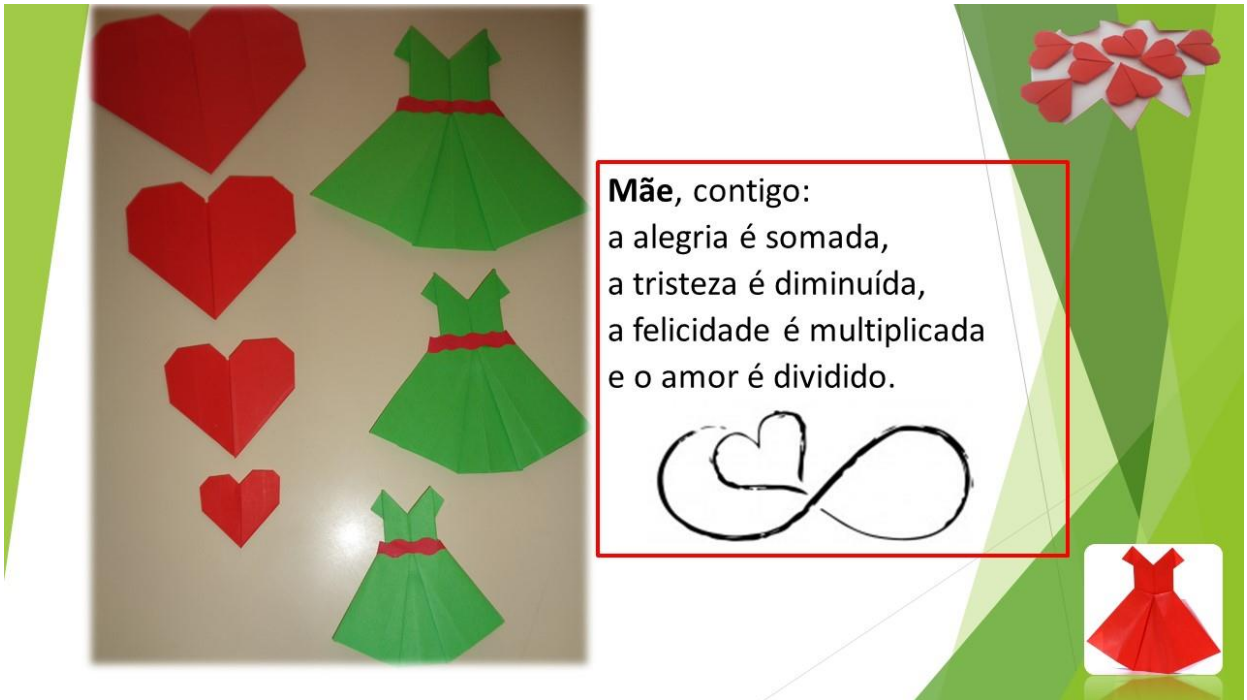 Mãe, contigo:
a alegria é somada,
a tristeza é diminuída,
a felicidade é multiplicada
e o amor é dividido.